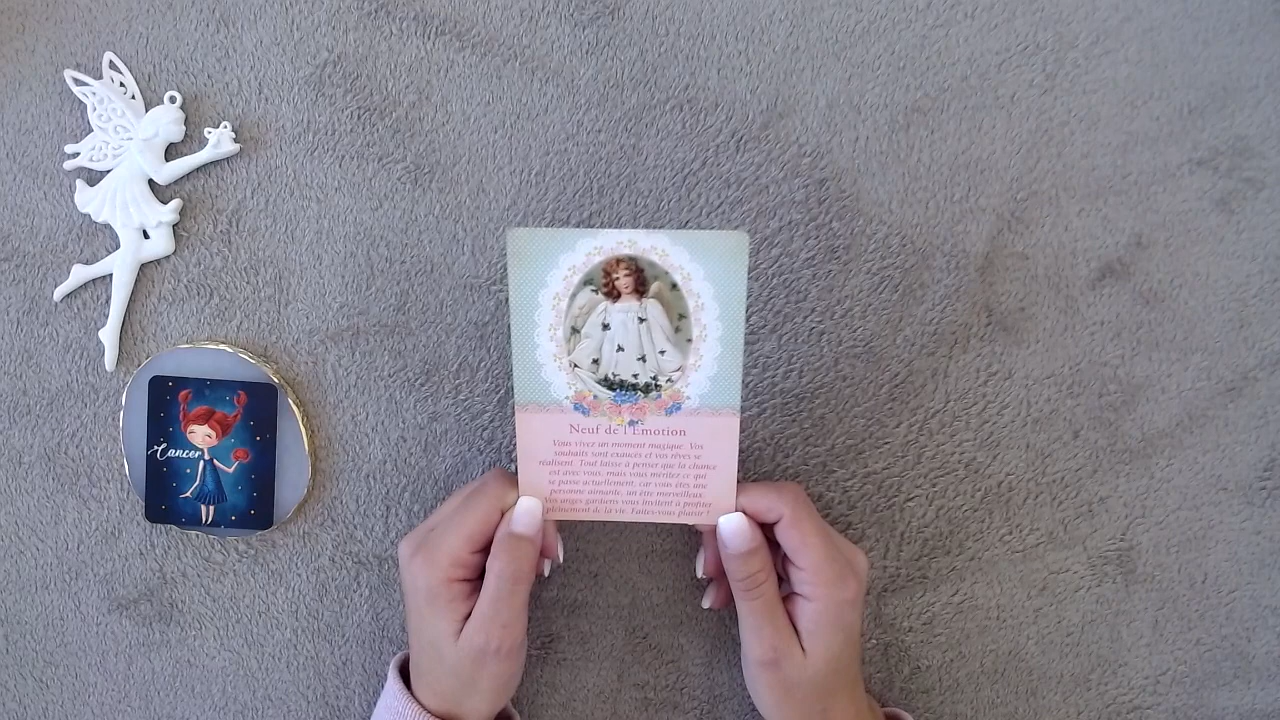 Neuf de l'Emotion
Vous vivez un moment magique. Vos
souhaits sont exaucés et vos rêves se
réalisent. Tout laisse à penser que la chance
est avec vous, mais vous méritez ce qui
se passe actuellement, car vous êtes une
personne aimante, un être merveilleux.
Vos anges gardiens vous invitent à profiter
pleinement de la vie. Faites-vous plaisir !
Cancer